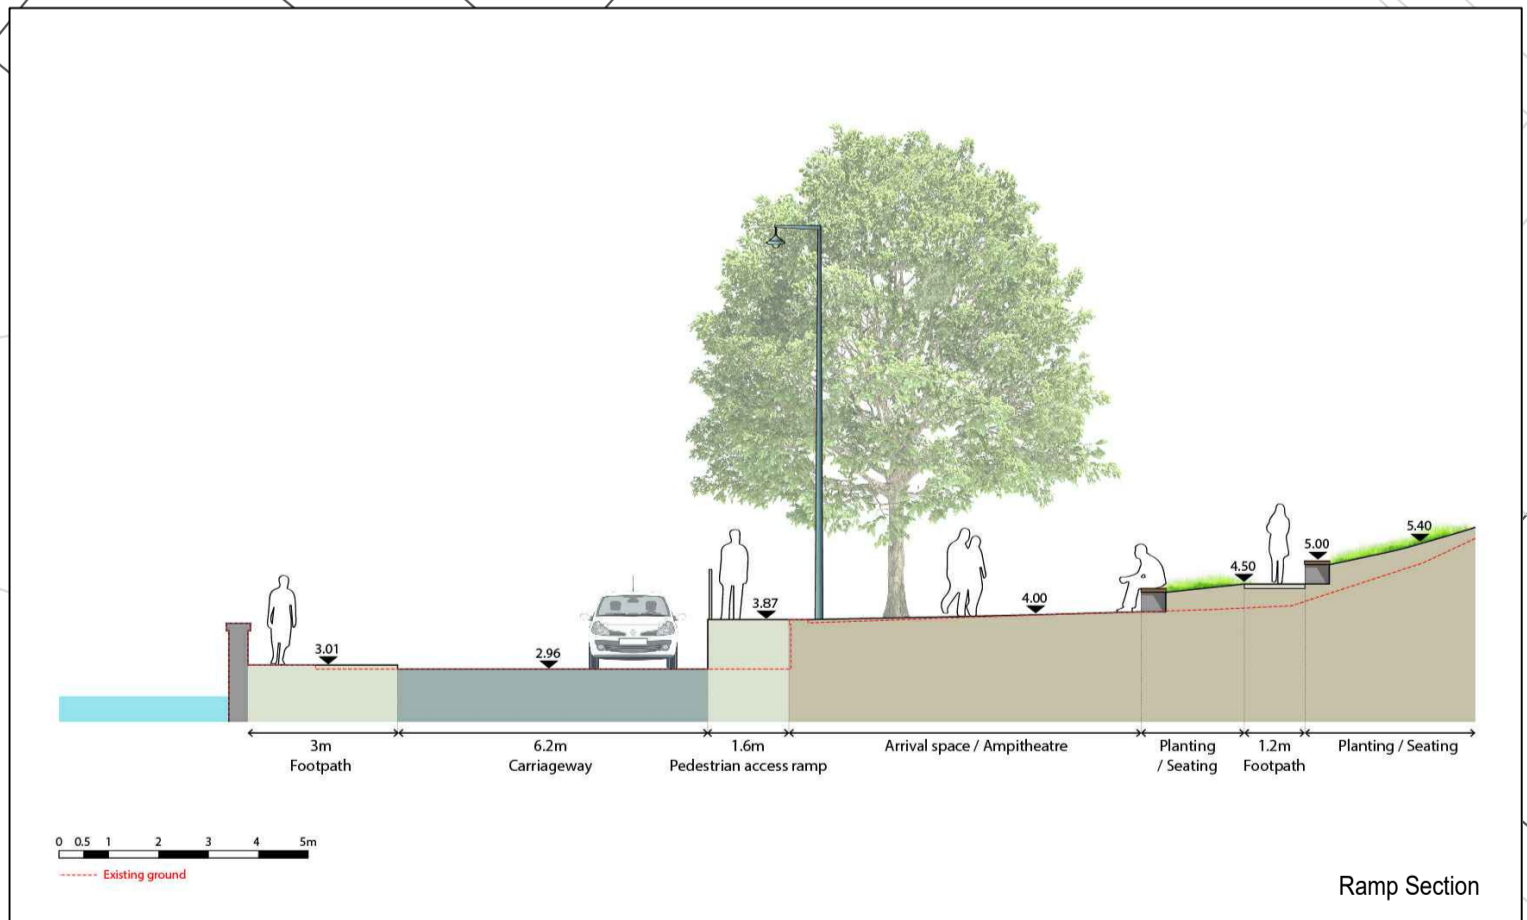 5.40
5.00
4.50
4.00
3.87
3.01
2.96
3m
Footpath
6.2m
Carriageway
1.6m
Pedestrian access ramp
Arrival space / Ampitheatre
Planting
/ Seating
1.2m
Footpath
Planting / Seating
0 0.5 1 2 3 4 5m
Existing ground
Ramp Section